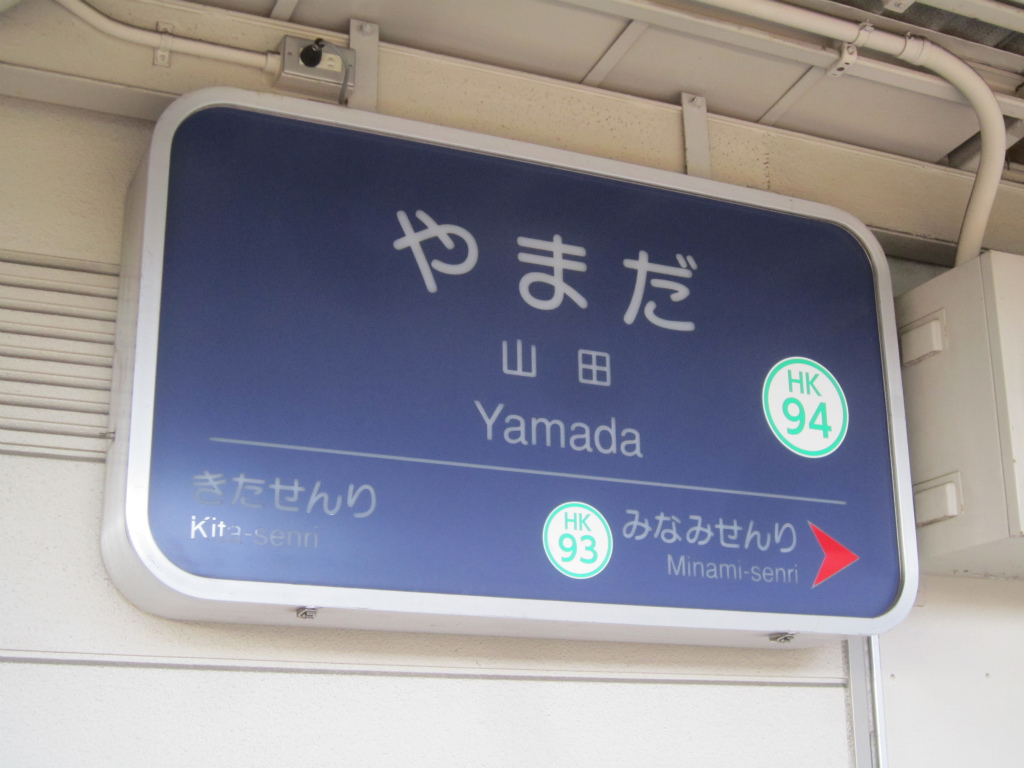 やまだ
山田
Yamada
HK
94
きたせんり
Kita-senri
HK
93
みなみせんり
Minami-senri